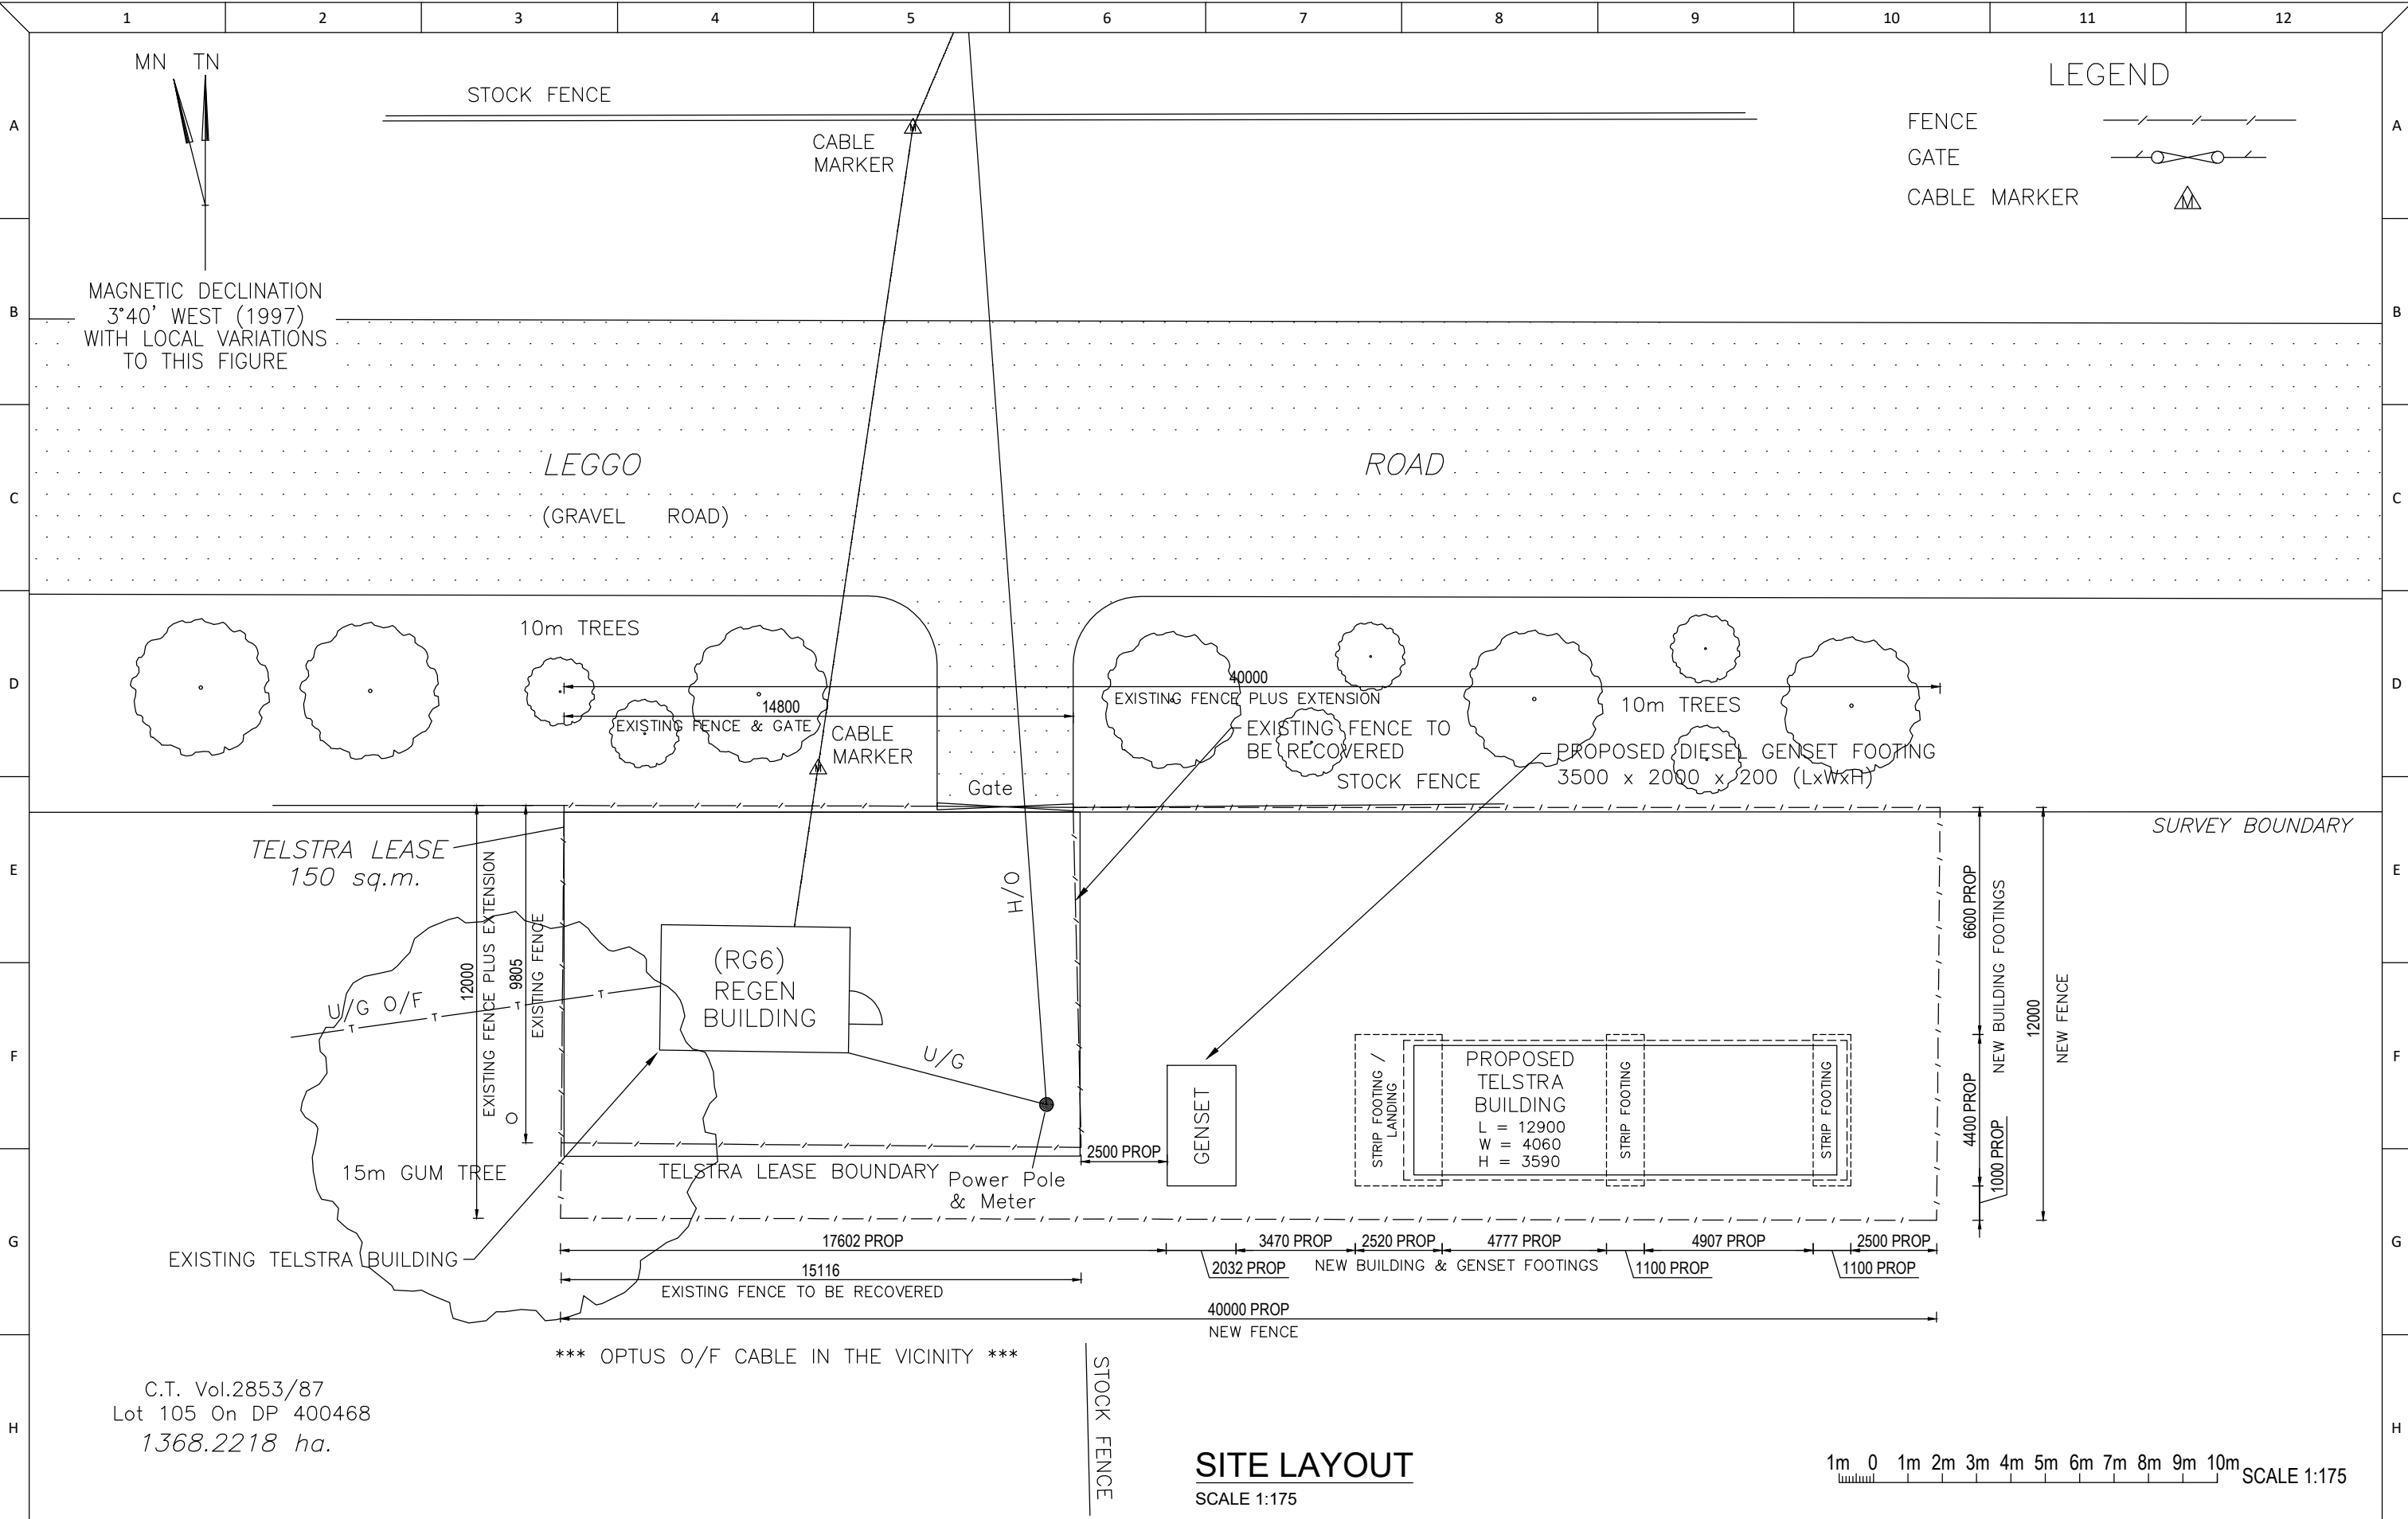 1 2 3 4 5 6 7 8 9 10 11 12
A
B
C
D
E
F
G
H
A
B
C
D
E
F
G
H
MN TN
MAGNETIC DECLINATION
3°40' WEST (1997)
WITH LOCAL VARIATIONS
TO THIS FIGURE
STOCK FENCE
M
CABLE
MARKER
LEGEND
FENCE
GATE
CABLE MARKER
M
LEGGO ROAD
(GRAVEL ROAD)
10m TREES
40000
EXISTING FENCE PLUS EXTENSION
14800
EXISTING FENCE & GATE
M
CABLE
MARKER
10m TREES
EXISTING FENCE TO
BE RECOVERED
PROPOSED DIESEL GENSET FOOTING
3500 x 2000 x 200 (LxWxH)
STOCK FENCE
Gate
SURVEY BOUNDARY
TELSTRA LEASE
150 sq.m.
12000
EXISTING FENCE PLUS EXTENSION
9805
EXISTING FENCE
H/O
(RG6)
REGEN
BUILDING
U/G O/F
T
T
T
T
U/G
15m GUM TREE
TELSTRA LEASE BOUNDARY
Power Pole
& Meter
2500 PROP
GENSET
STRIP FOOTING /
LANDING
PROPOSED
TELSTRA
BUILDING
L = 12900
W = 4060
H = 3590
STRIP FOOTING
STRIP FOOTING
6600 PROP
4400 PROP
1000 PROP
NEW BUILDING FOOTINGS
12000
NEW FENCE
EXISTING TELSTRA BUILDING
17602 PROP
2032 PROP
3470 PROP
2520 PROP
4777 PROP
1100 PROP
4907 PROP
1100 PROP
2500 PROP
NEW BUILDING & GENSET FOOTINGS
15116
EXISTING FENCE TO BE RECOVERED
40000 PROP
NEW FENCE
*** OPTUS O/F CABLE IN THE VICINITY ***
STOCK FENCE
C.T. Vol.2853/87
Lot 105 On DP 400468
1368.2218 ha.
SITE LAYOUT
SCALE 1:175
1m 0 1m 2m 3m 4m 5m 6m 7m 8m 9m 10m SCALE 1:175